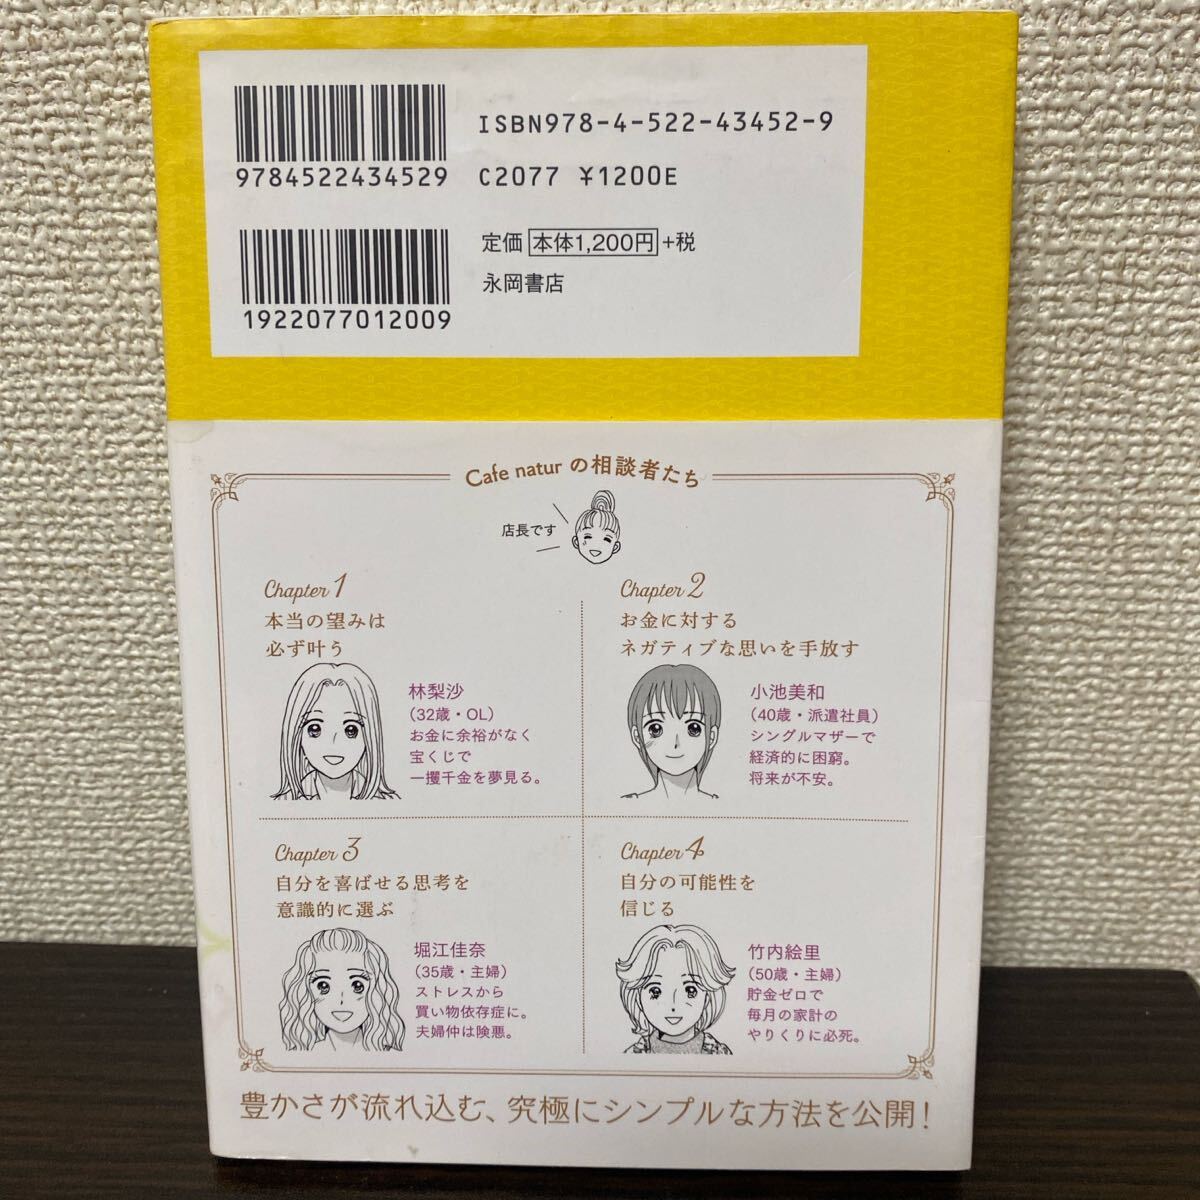 ISBN978-4-522-43452-9
9784522434529
C2077 ¥1200E
定価 本体1,200円 +税
永岡書店
1922077012009
Cafe natur の相談者たち
店長です
Chapter 1
本当の望みは
必ず叶う
林梨沙
(32歳・OL)
お金に余裕がなく
宝くじで
一攫千金を夢見る。
Chapter 2
お金に対する
ネガティブな思いを手放す
小池美和
(40歳・派遣社員)
シングルマザーで
経済的に困窮。
将来が不安。
Chapter 3
自分を喜ばせる思考を
意識的に選ぶ
堀江佳奈
(35歳・主婦)
ストレスから
買い物依存症に。
夫婦仲は険悪。
Chapter 4
自分の可能性を
信じる
竹内絵里
(50歳・主婦)
貯金ゼロで
毎月の家計の
やりくりに必死。
豊かさが流れ込む、究極にシンプルな方法を公開!